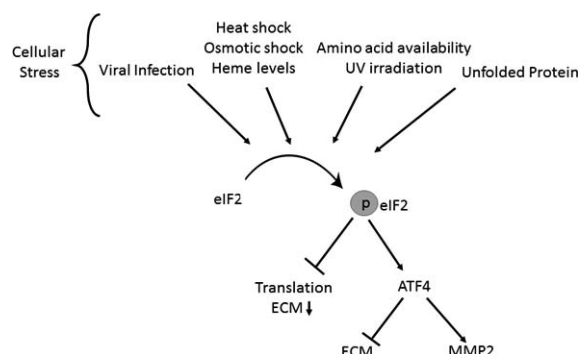 Cellular
Stress
Viral Infection
Heat shock
Osmotic shock
Heme levels
Amino acid availability
UV irradiation
Unfolded Protein
eIF2
p eIF2
Translation
ECM ↓
ATF4
ECM
MMP2